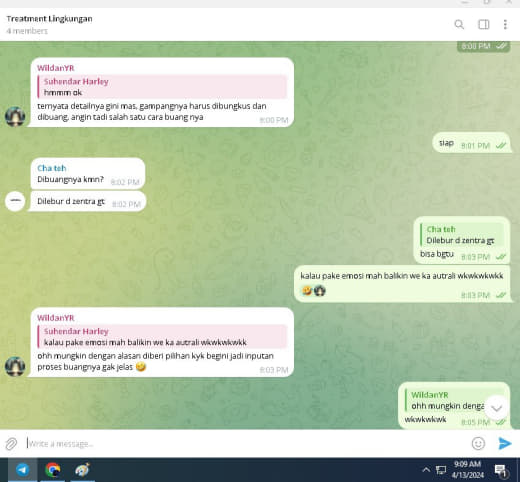 Treatment Lingkungan
4 members
8:00 PM
WildanYR
Suhendar Harley
hmmm ok
ternyata detailnya gini mas, gampangnya harus dibungkus dan
dibuang, angin tadi salah satu cara buang nya
8:00 PM
siap 8:01 PM
Cha teh
Dibuangnya kmn? 8:02 PM
Dilebur d zentra gt 8:02 PM
Cha teh
Dilebur d zentra gt
bisa bgtu 8:03 PM
kalau pake emosi mah balikin we ka autrali wkwkwkwkk
🤣
8:03 PM
WildanYR
Suhendar Harley
kalau pake emosi mah balikin we ka autrali wkwkwkwkk
ohh mungkin dengan alasan diberi pilihan kyk begini jadi inputan
proses buangnya gak jelas 🤣 8:03 PM
WildanYR
ohh mungkin denga
wkwkwkwk 8:05 PM
Write a message...
9:09 AM
4/13/2024